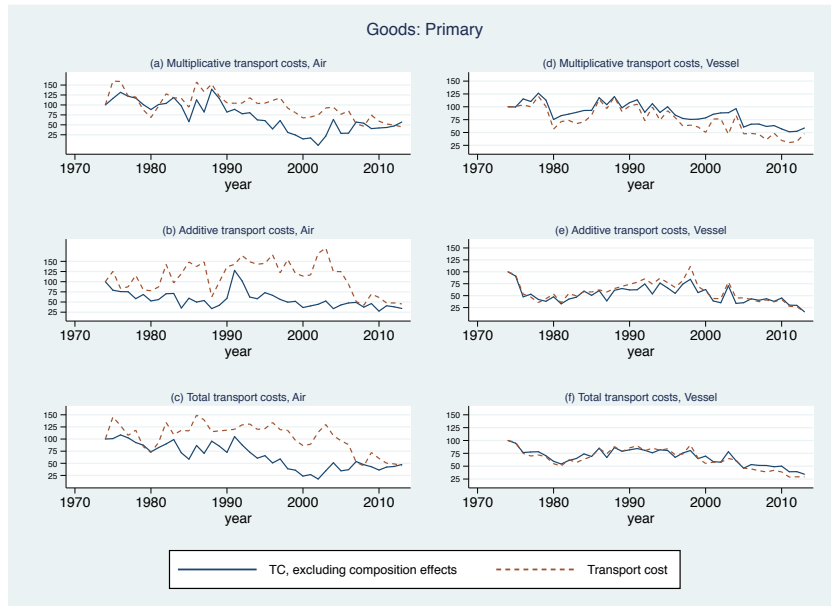 Goods: Primary
(a) Multiplicative transport costs, Air
150
125
100
75
50
25
1970 1980 1990 2000 2010
year
(d) Multiplicative transport costs, Vessel
150
125
100
75
50
25
1970 1980 1990 2000 2010
year
(b) Additive transport costs, Air
150
125
100
75
50
25
1970 1980 1990 2000 2010
year
(e) Additive transport costs, Vessel
150
125
100
75
50
25
1970 1980 1990 2000 2010
year
(c) Total transport costs, Air
150
125
100
75
50
25
1970 1980 1990 2000 2010
year
(f) Total transport costs, Vessel
150
125
100
75
50
25
1970 1980 1990 2000 2010
year
TC, excluding composition effects Transport cost